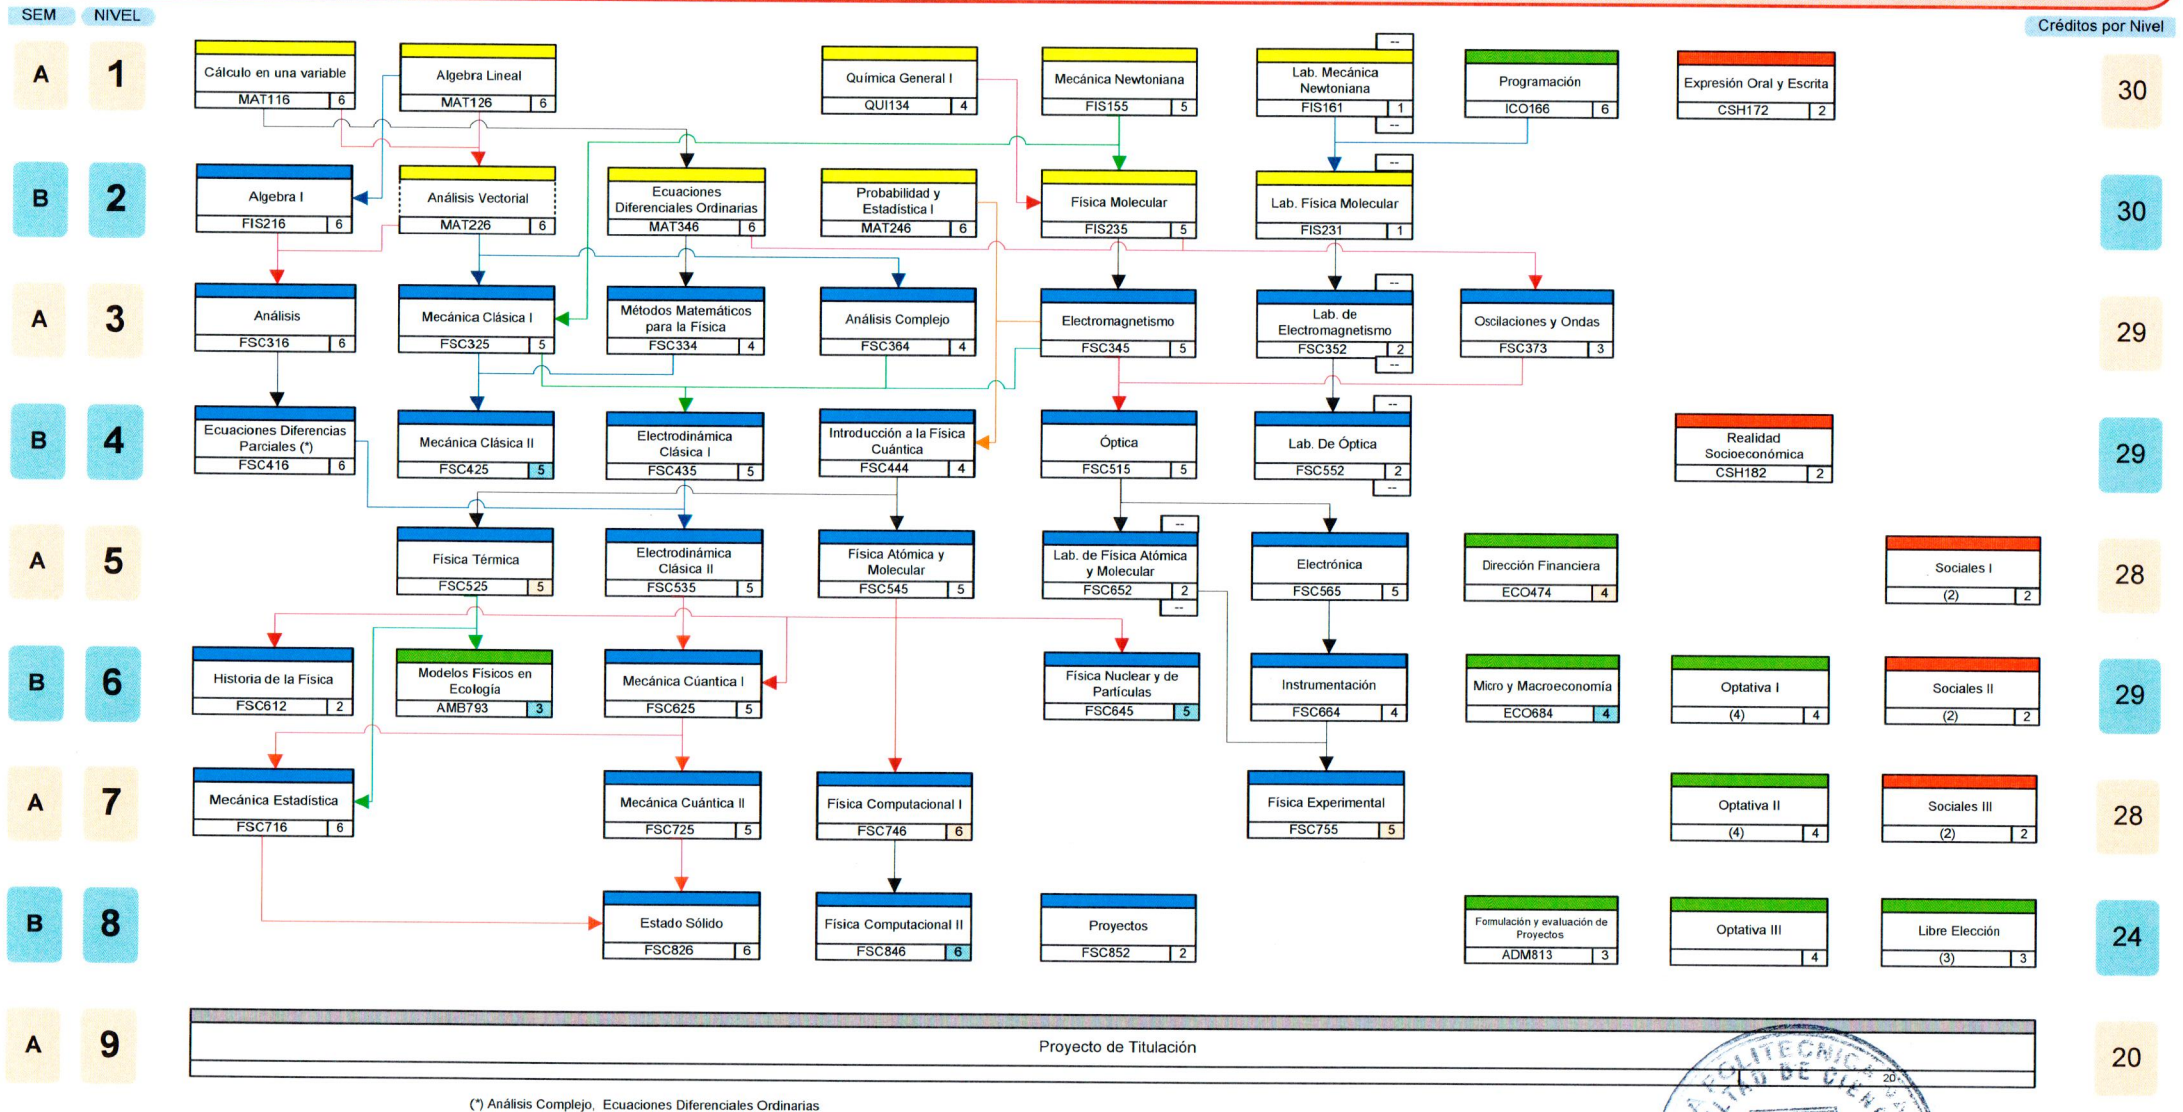 SEM NIVEL Créditos por Nivel
A 1
Cálculo en una variable
MAT116 6
Algebra Lineal
MAT126 6
Química General I
QUI134 4
Mecánica Newtoniana
FIS155 5
--
Lab. Mecánica
Newtoniana
FIS161 1
--
Programación
ICO166 6
Expresión Oral y Escrita
CSH172 2
30
B 2
Algebra I
FIS216 6
Análisis Vectorial
MAT226 6
Ecuaciones
Diferenciales Ordinarias
MAT346 6
Probabilidad y
Estadística I
MAT246 6
Física Molecular
FIS235 5
--
Lab. Física Molecular
FIS231 1
30
A 3
Análisis
FSC316 6
Mecánica Clásica I
FSC325 5
Métodos Matemáticos
para la Física
FSC334 4
Análisis Complejo
FSC364 4
Electromagnetismo
FSC345 5
--
Lab. de
Electromagnetismo
FSC352 2
--
Oscilaciones y Ondas
FSC373 3
29
B 4
Ecuaciones Diferencias
Parciales (*)
FSC416 6
Mecánica Clásica II
FSC425 5
Electrodinámica
Clásica I
FSC435 5
Introducción a la Física
Cuántica
FSC444 4
Óptica
FSC515 5
--
Lab. De Óptica
FSC552 2
--
Realidad
Socioeconómica
CSH182 2
29
A 5
Física Térmica
FSC525 5
Electrodinámica
Clásica II
FSC535 5
Física Atómica y
Molecular
FSC545 5
--
Lab. de Física Atómica
y Molecular
FSC652 2
--
Electrónica
FSC565 5
Dirección Financiera
ECO474 4
Sociales I
(2) 2
28
B 6
Historia de la Física
FSC612 2
Modelos Físicos en
Ecología
AMB793 3
Mecánica Cúantica I
FSC625 5
Física Nuclear y de
Partículas
FSC645 5
Instrumentación
FSC664 4
Micro y Macroeconomía
ECO684 4
Optativa I
(4) 4
Sociales II
(2) 2
29
A 7
Mecánica Estadística
FSC716 6
Mecánica Cuántica II
FSC725 5
Física Computacional I
FSC746 6
Física Experimental
FSC755 5
Optativa II
(4) 4
Sociales III
(2) 2
28
B 8
Estado Sólido
FSC826 6
Física Computacional II
FSC846 6
Proyectos
FSC852 2
Formulación y evaluación de
Proyectos
ADM813 3
Optativa III
4
Libre Elección
(3) 3
24
A 9
Proyecto de Titulación
20
20
(*) Análisis Complejo, Ecuaciones Diferenciales Ordinarias
POLITECNICA
DE